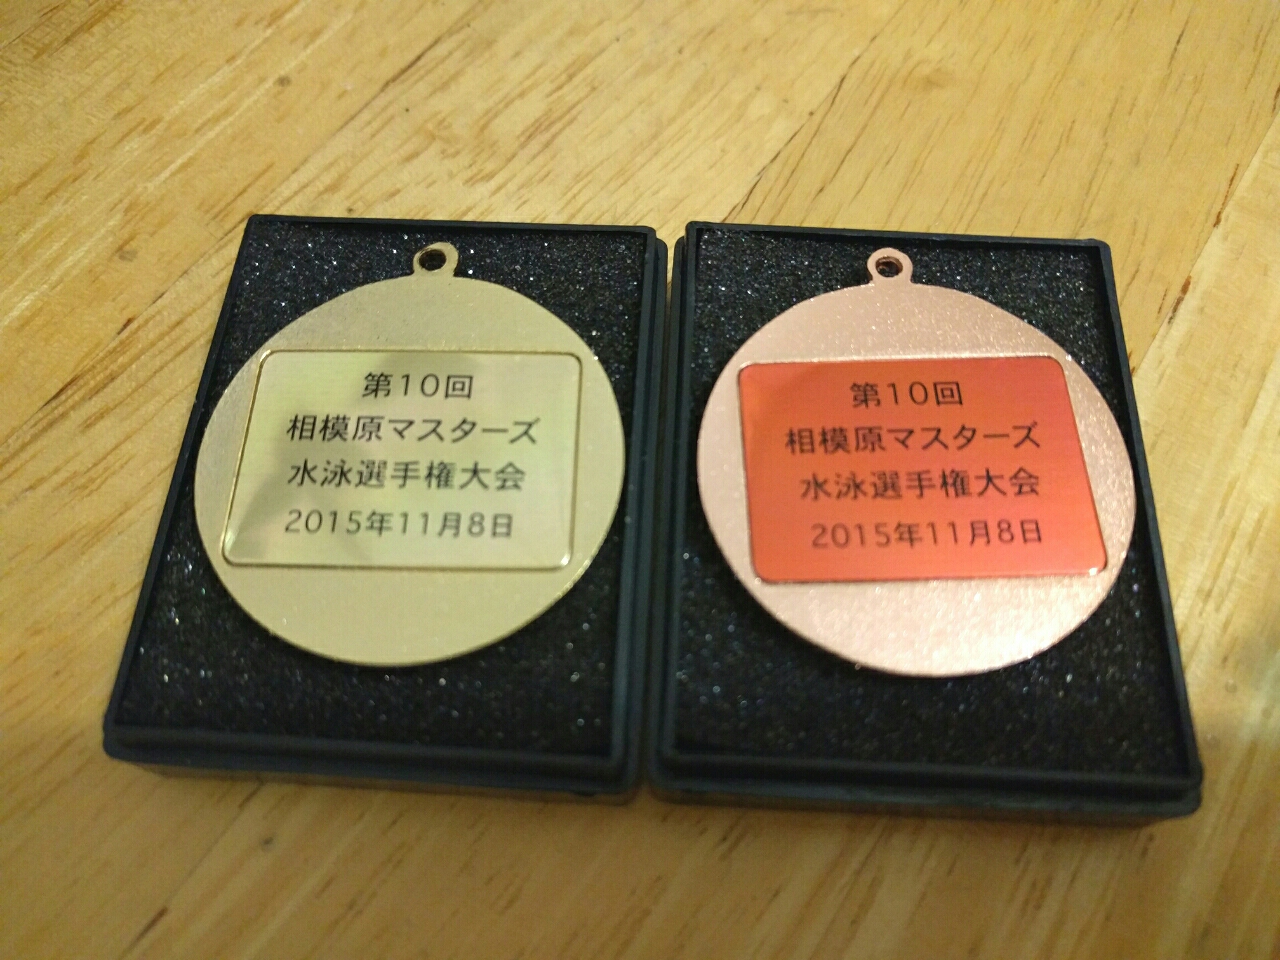 第10回
相模原マスターズ
水泳選手権大会
2015年11月8日
第10回
相模原マスターズ
水泳選手権大会
2015年11月8日